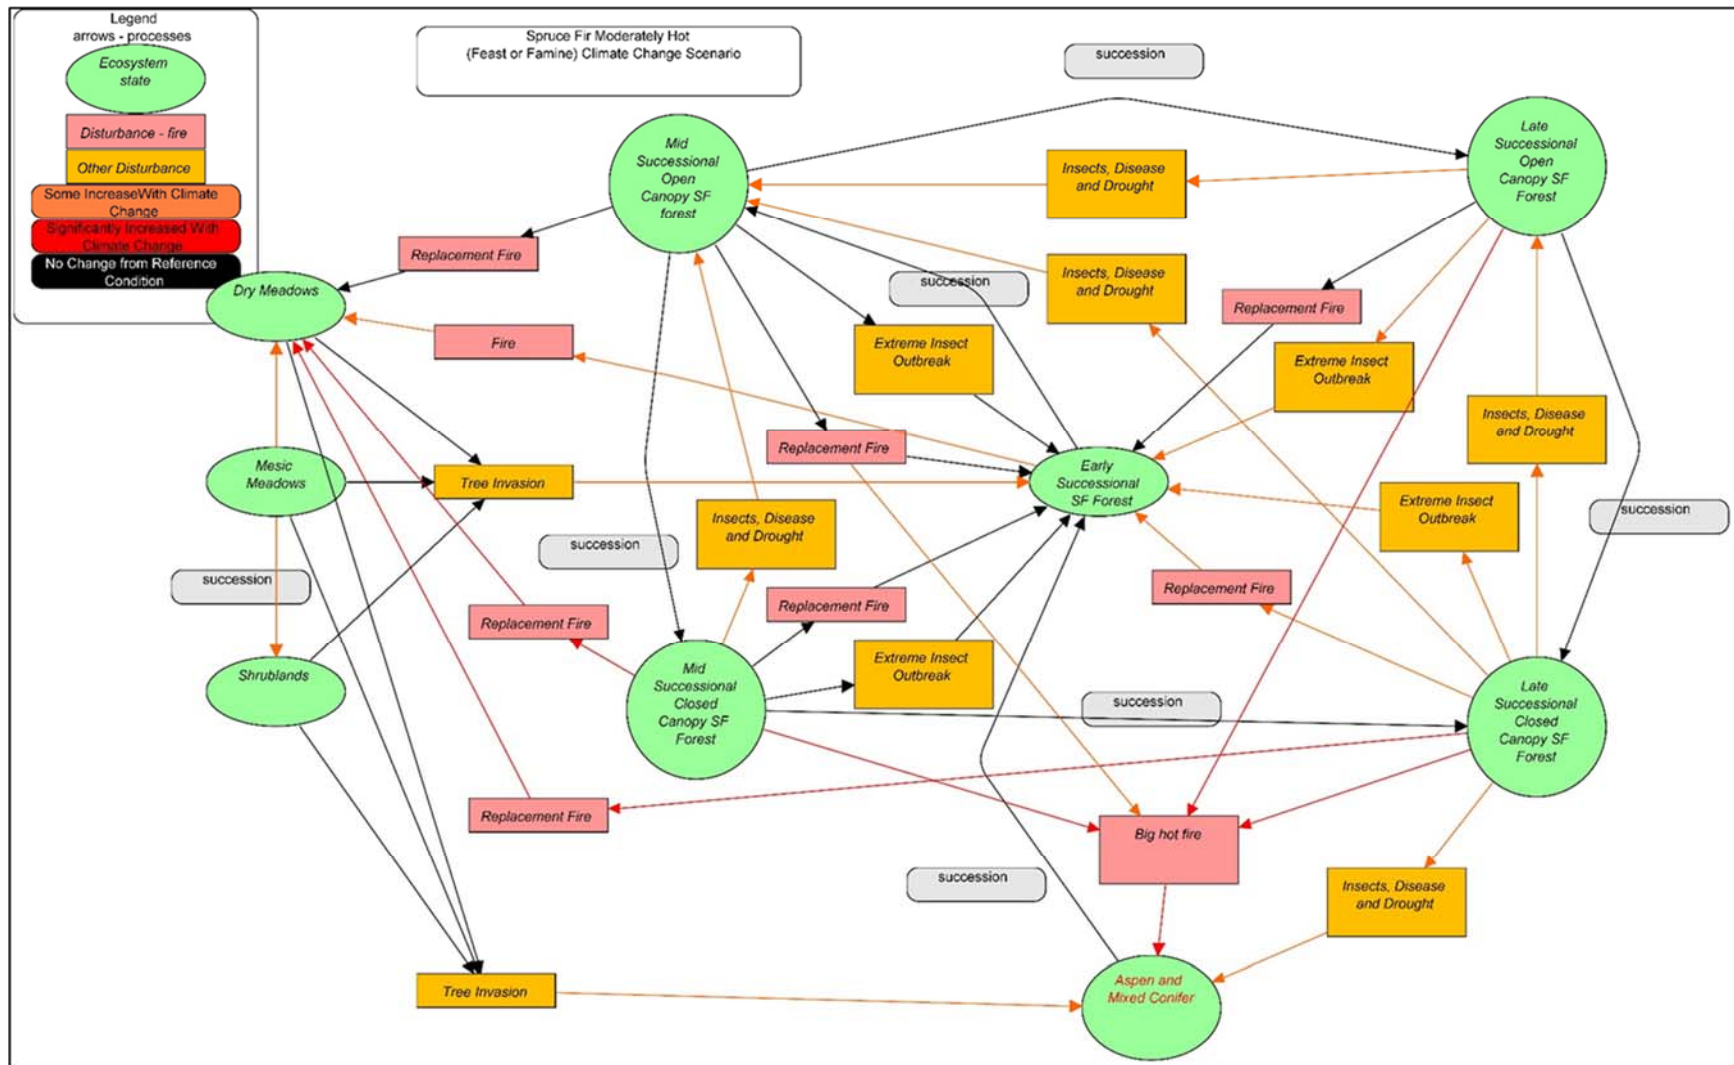 Legend
arrows - processes
Ecosystem
state
Disturbance - fire
Other Disturbance
Some IncreaseWith Climate
Change
Significantly Increased With
Climate Change
No Change from Reference
Condition
Spruce Fir Moderately Hot
(Feast or Famine) Climate Change Scenario
succession
Mid
Successional
Open
Canopy SF
forest
Insects, Disease
and Drought
Late
Successional
Open
Canopy SF
Forest
Replacement Fire
Dry Meadows
succession
Insects, Disease
and Drought
Replacement Fire
Fire
Extreme Insect
Outbreak
Extreme Insect
Outbreak
Insects, Disease
and Drought
Replacement Fire
Mesic
Meadows
Tree Invasion
Early
Successional
SF Forest
Extreme Insect
Outbreak
succession
Insects, Disease
and Drought
succession
succession
Replacement Fire
Replacement Fire
Replacement Fire
Shrublands
Mid
Successional
Closed
Canopy SF
Forest
Extreme Insect
Outbreak
succession
Late
Successional
Closed
Canopy SF
Forest
Replacement Fire
Big hot fire
succession
Insects, Disease
and Drought
Tree Invasion
Aspen and
Mixed Conifer